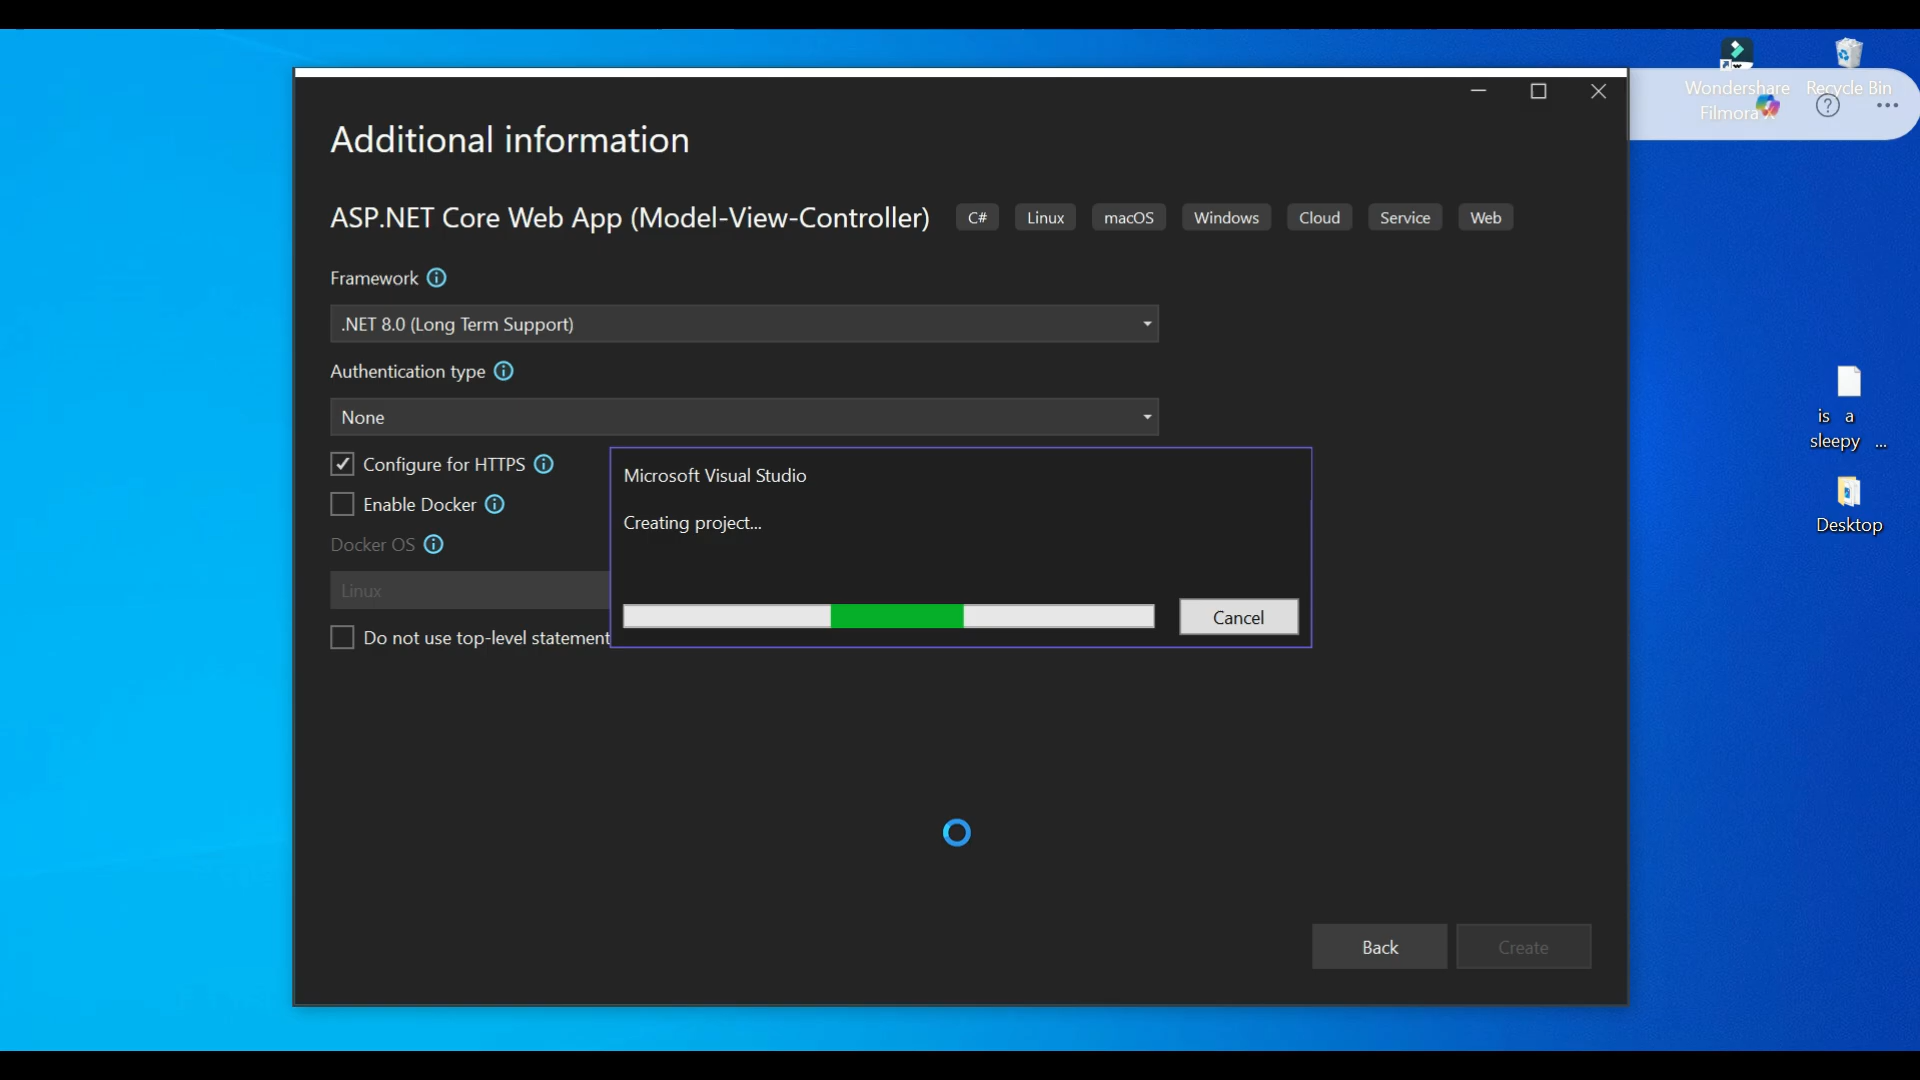 Wondershare
Filmora X
Recycle Bin
Additional information
ASP.NET Core Web App (Model-View-Controller)
C#
Linux
macOS
Windows
Cloud
Service
Web
Framework
.NET 8.0 (Long Term Support)
Authentication type
None
Configure for HTTPS
Enable Docker
Docker OS
Linux
Do not use top-level statement
Microsoft Visual Studio
Creating project...
Cancel
is a
sleepy ...
Desktop
Back
Create